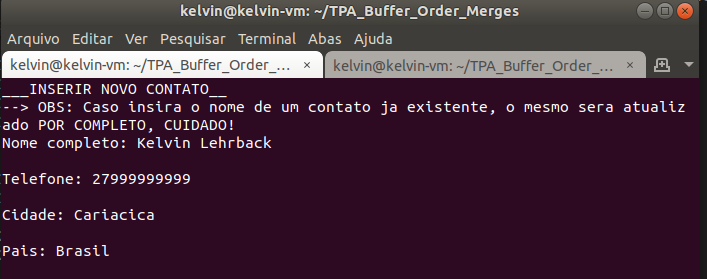 kelvin@kelvin-vm: ~/TPA_Buffer_Order_Merges
Arquivo Editar Ver Pesquisar Terminal Abas Ajuda
kelvin@kelvin-vm: ~/TPA_Buffer_Order_... × kelvin@kelvin-vm: ~/TPA_Buffer_Order_... ×
___INSERIR NOVO CONTATO__
--> OBS: Caso insira o nome de um contato ja existente, o mesmo sera atualiz
ado POR COMPLETO, CUIDADO!
Nome completo: Kelvin Lehrback
Telefone: 27999999999
Cidade: Cariacica
Pais: Brasil